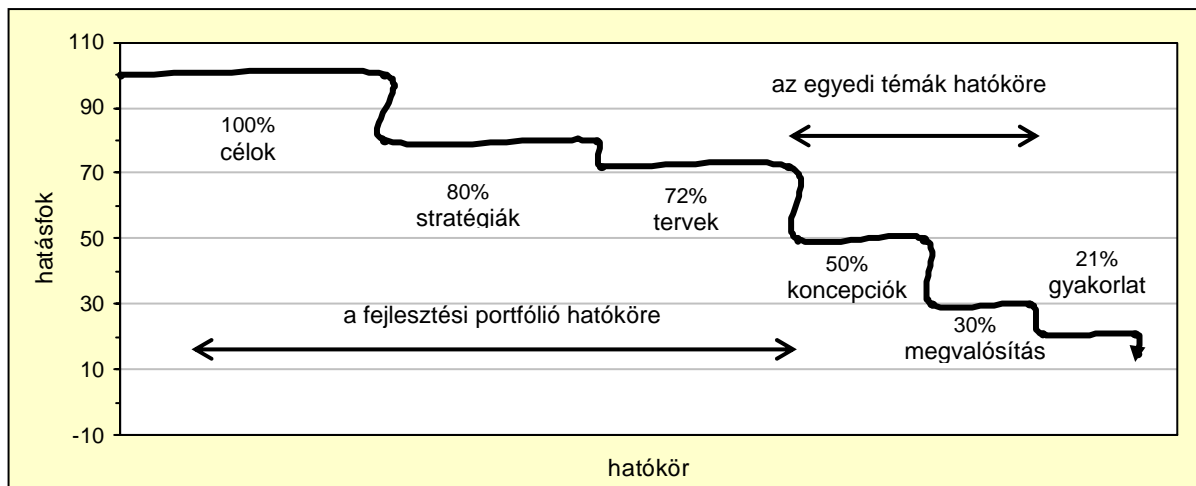 110
90
70
50
30
10
-10
hatásfok
100%
célok
80%
stratégiák
72%
tervek
az egyedi témák hatóköre
50%
koncepciók
30%
megvalósítás
21%
gyakorlat
a fejlesztési portfólió hatóköre
hatókör